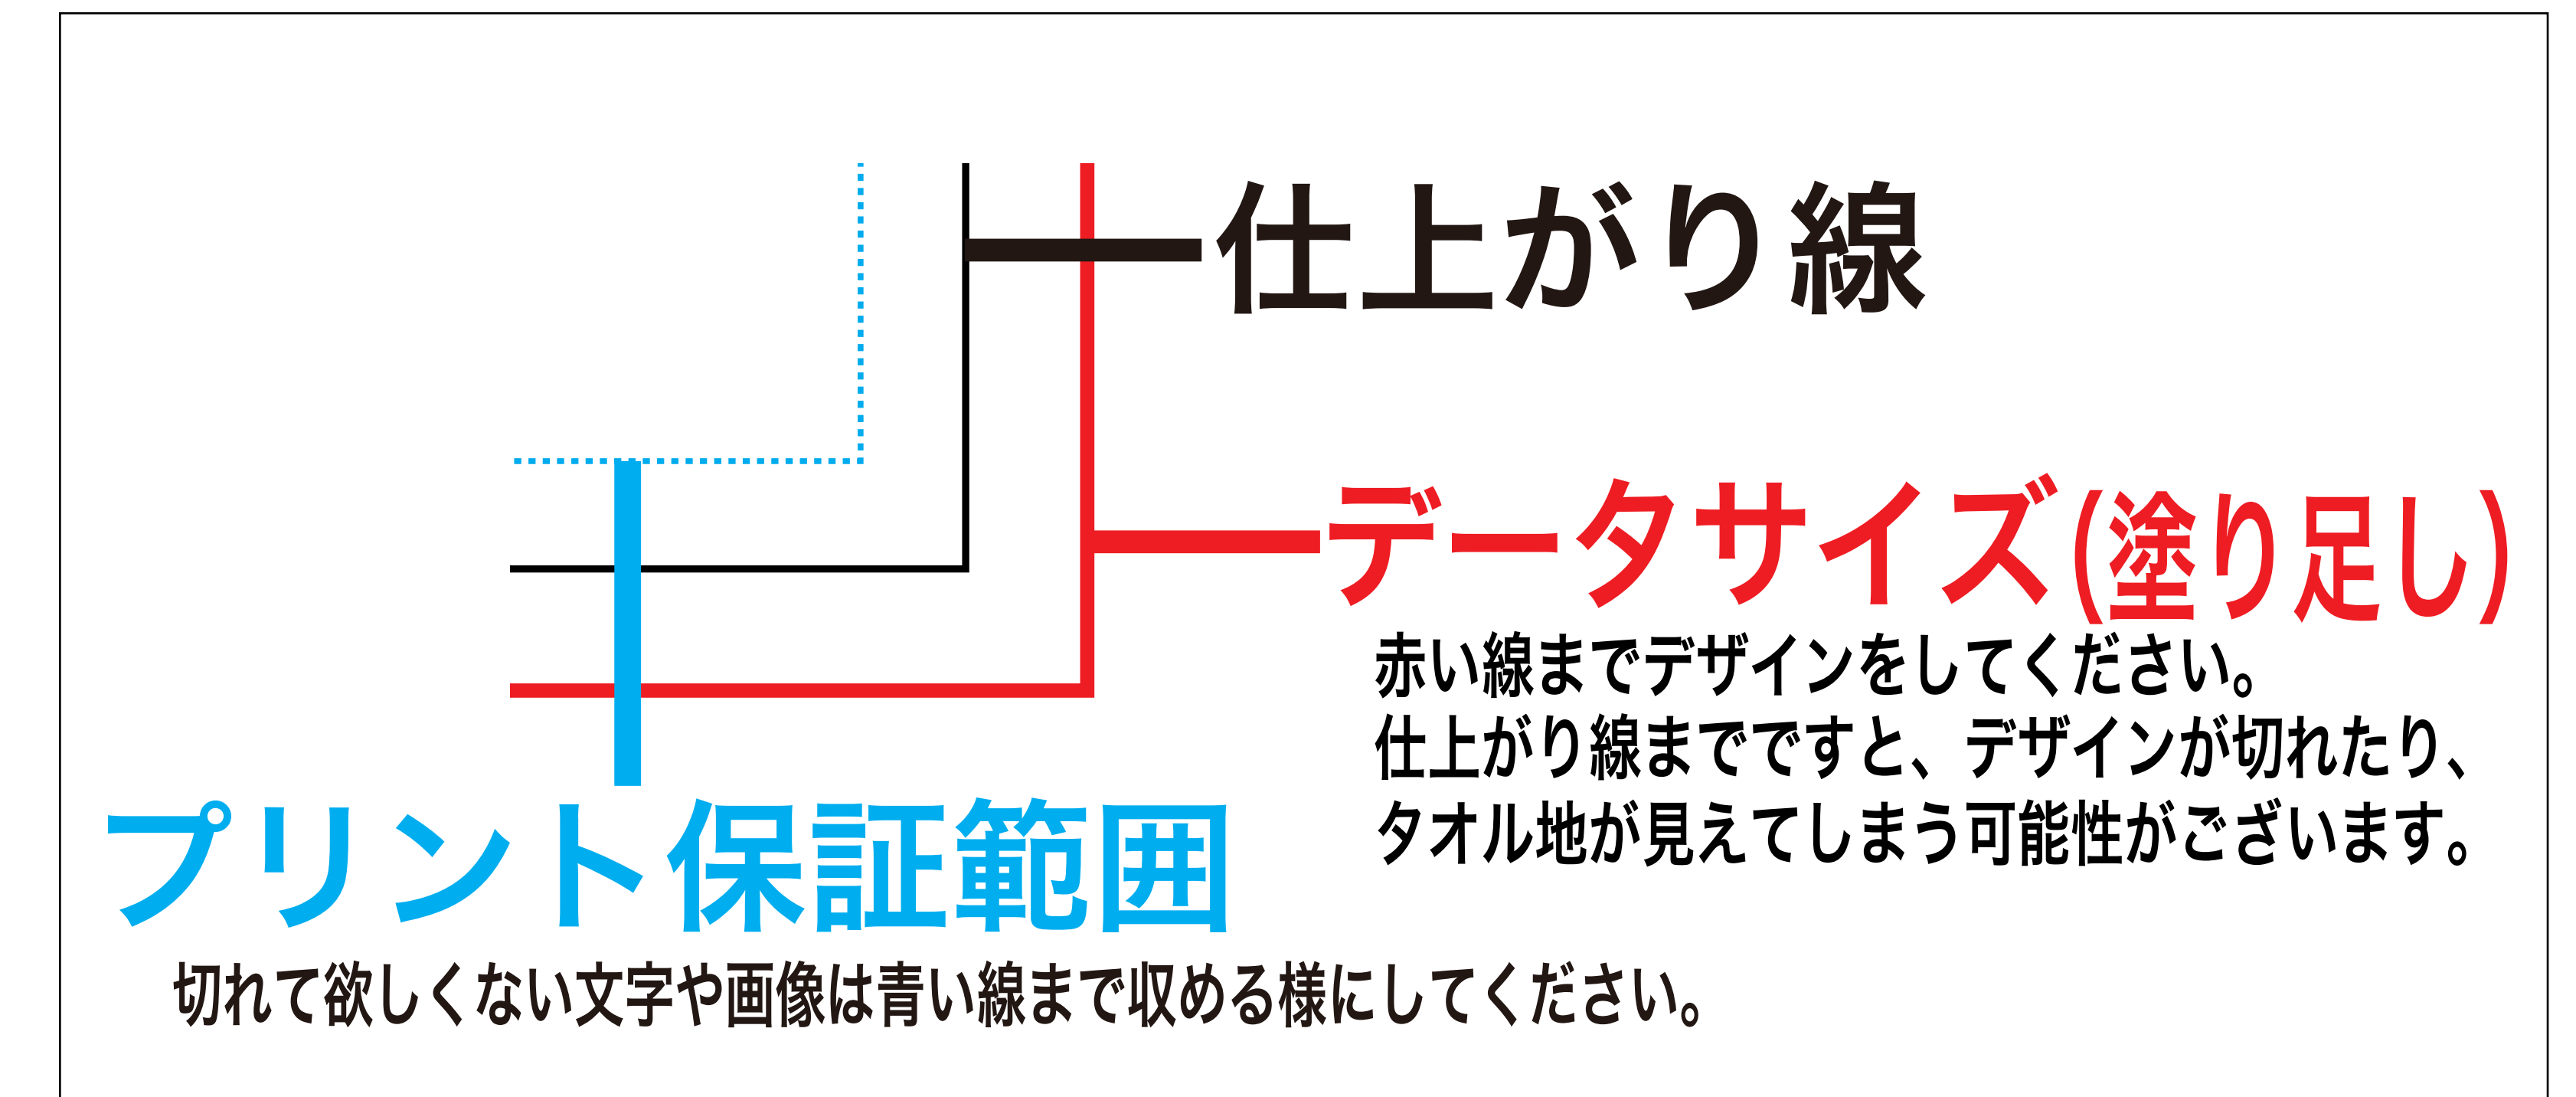 仕上がり線
データサイズ(塗り足し)
赤い線までデザインをしてください。
仕上がり線までですと、デザインが切れたり、
タオル地が見えてしまう可能性がございます。
プリント保証範囲
切れて欲しくない文字や画像は青い線まで収める様にしてください。